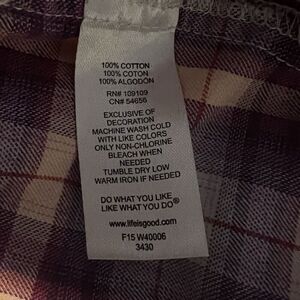 100% COTTON
100% COTON
100% ALGODÓN
RN# 109109
CN# 54656
EXCLUSIVE OF
DECORATION
MACHINE WASH COLD
WITH LIKE COLORS
ONLY NON-CHLORINE
BLEACH WHEN
NEEDED
TUMBLE DRY LOW
WARM IRON IF NEEDED
DO WHAT YOU LIKE
LIKE WHAT YOU DO®
www.lifeisgood.com
F15 W40006
3430